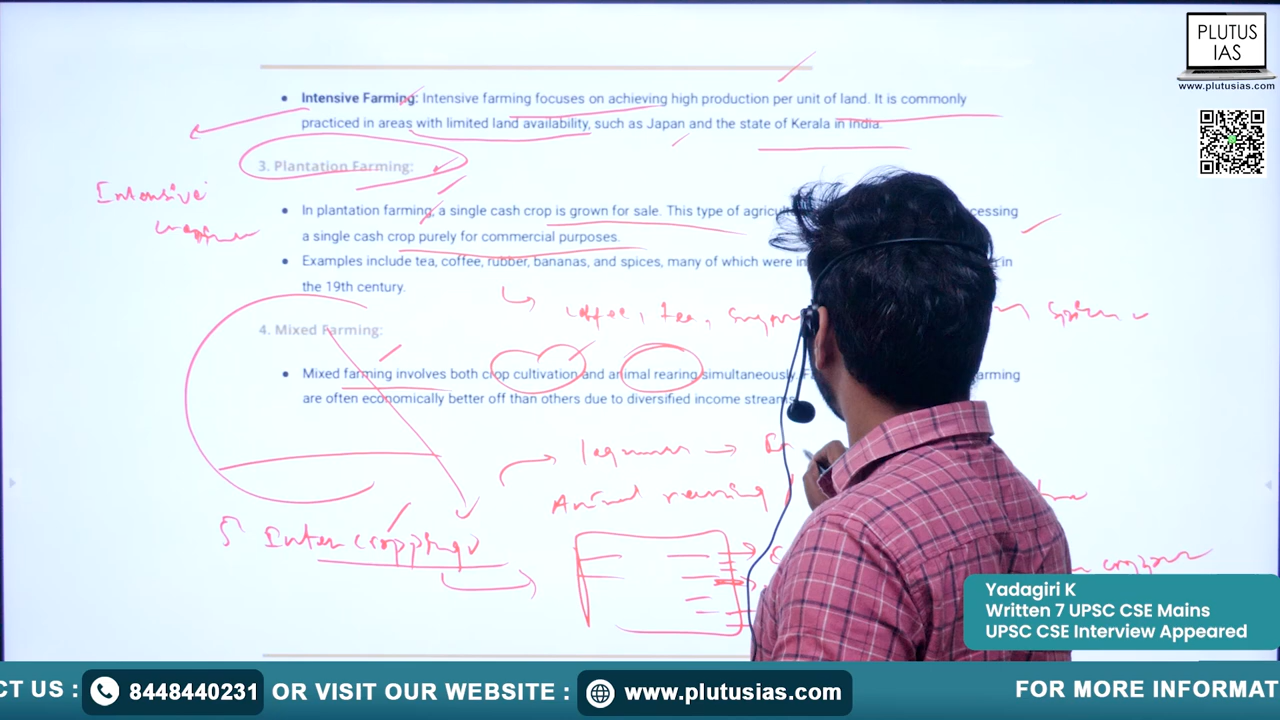 PLUTUS
IAS
www.plutusias.com
• Intensive Farming: Intensive farming focuses on achieving high production per unit of land. It is commonly
practiced in areas with limited land availability, such as Japan and the state of Kerala in India.
3. Plantation Farming:
Intensive
• In plantation farming, a single cash crop is grown for sale. This type of
a single cash crop purely for commercial purposes.
• Examples include tea, coffee, rubber, bananas, and spices, many of which were in
the 19th century.
coffee, tea,
4. Mixed Farming:
• Mixed farming involves both crop cultivation and animal rearing simultaneously.
are often economically better off than others due to diversified income streams
legumes →
Animal rearing
5 Inter cropping
Yadagiri K
Written 7 UPSC CSE Mains
UPSC CSE Interview Appeared
CT US : 8448440231 OR VISIT OUR WEBSITE : www.plutusias.com FOR MORE INFORMAT